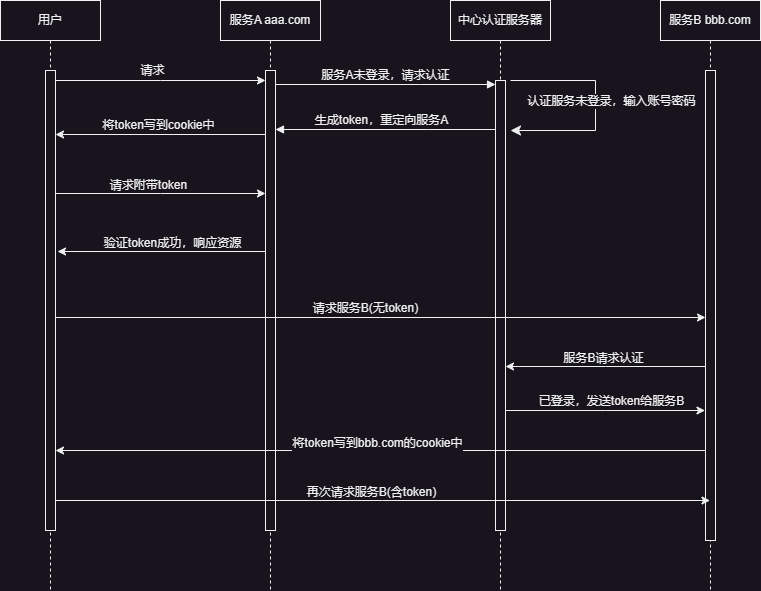 用户
服务A aaa.com
中心认证服务器
服务B bbb.com
请求
服务A未登录，请求认证
认证服务未登录，输入账号密码
生成token，重定向服务A
将token写到cookie中
请求附带token
验证token成功，响应资源
请求服务B(无token)
服务B请求认证
已登录，发送token给服务B
将token写到bbb.com的cookie中
再次请求服务B(含token)